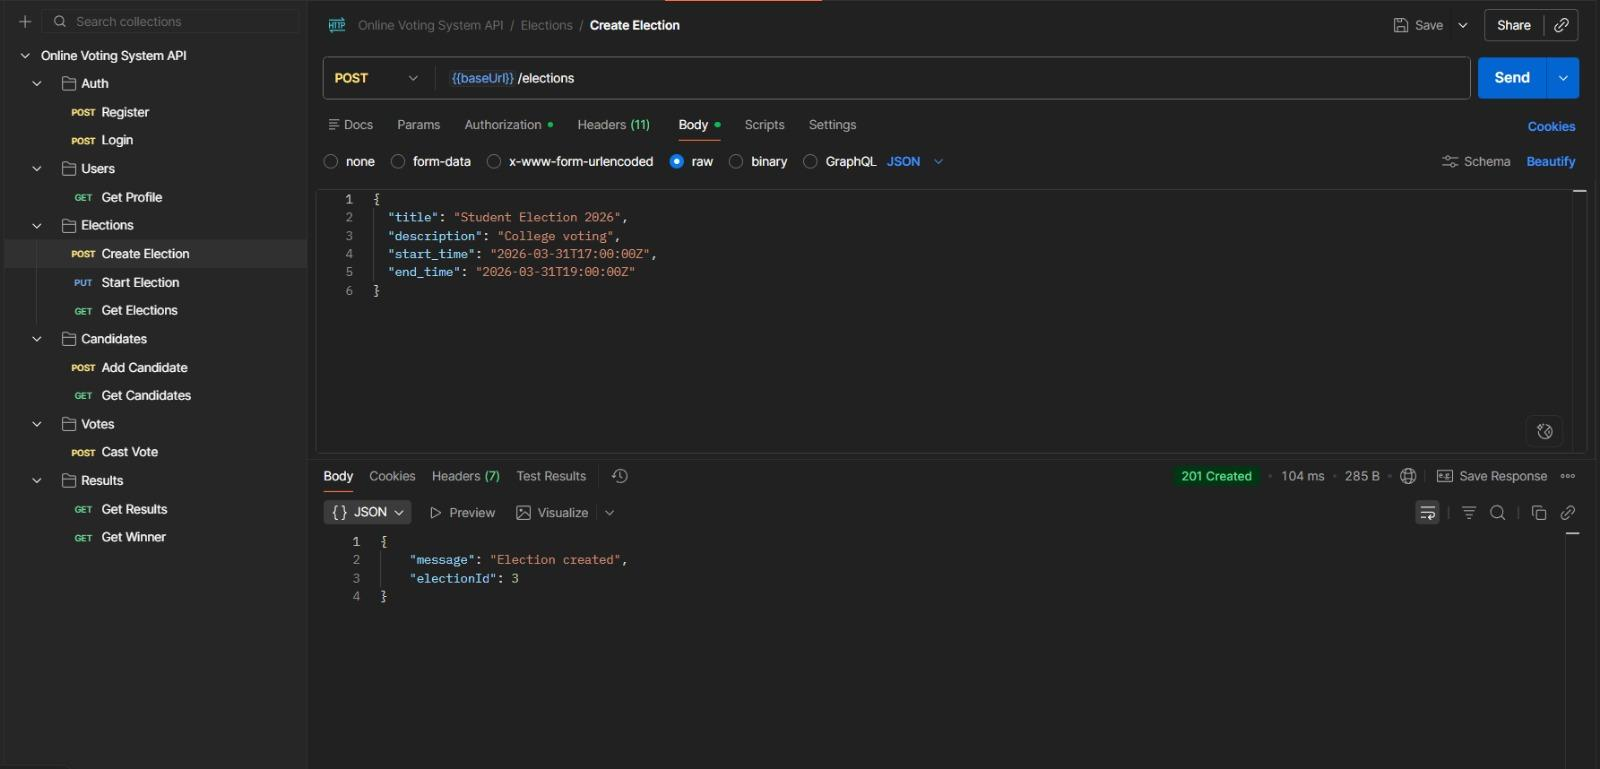 Search collections
Online Voting System API
Auth
POST Register
POST Login
Users
GET Get Profile
Elections
POST Create Election
PUT Start Election
GET Get Elections
Candidates
POST Add Candidate
GET Get Candidates
Votes
POST Cast Vote
Results
GET Get Results
GET Get Winner
HTTP Online Voting System API / Elections / Create Election
Save Share
POST {{baseUrl}} /elections Send
Docs Params Authorization Headers (11) Body Scripts Settings Cookies
none form-data x-www-form-urlencoded raw binary GraphQL JSON Schema Beautify
1 {
2 "title": "Student Election 2026",
3 "description": "College voting",
4 "start_time": "2026-03-31T17:00:00Z",
5 "end_time": "2026-03-31T19:00:00Z"
6 }
Body Cookies Headers (7) Test Results 201 Created 104 ms 285 B Save Response
{} JSON Preview Visualize
1 {
2 "message": "Election created",
3 "electionId": 3
4 }